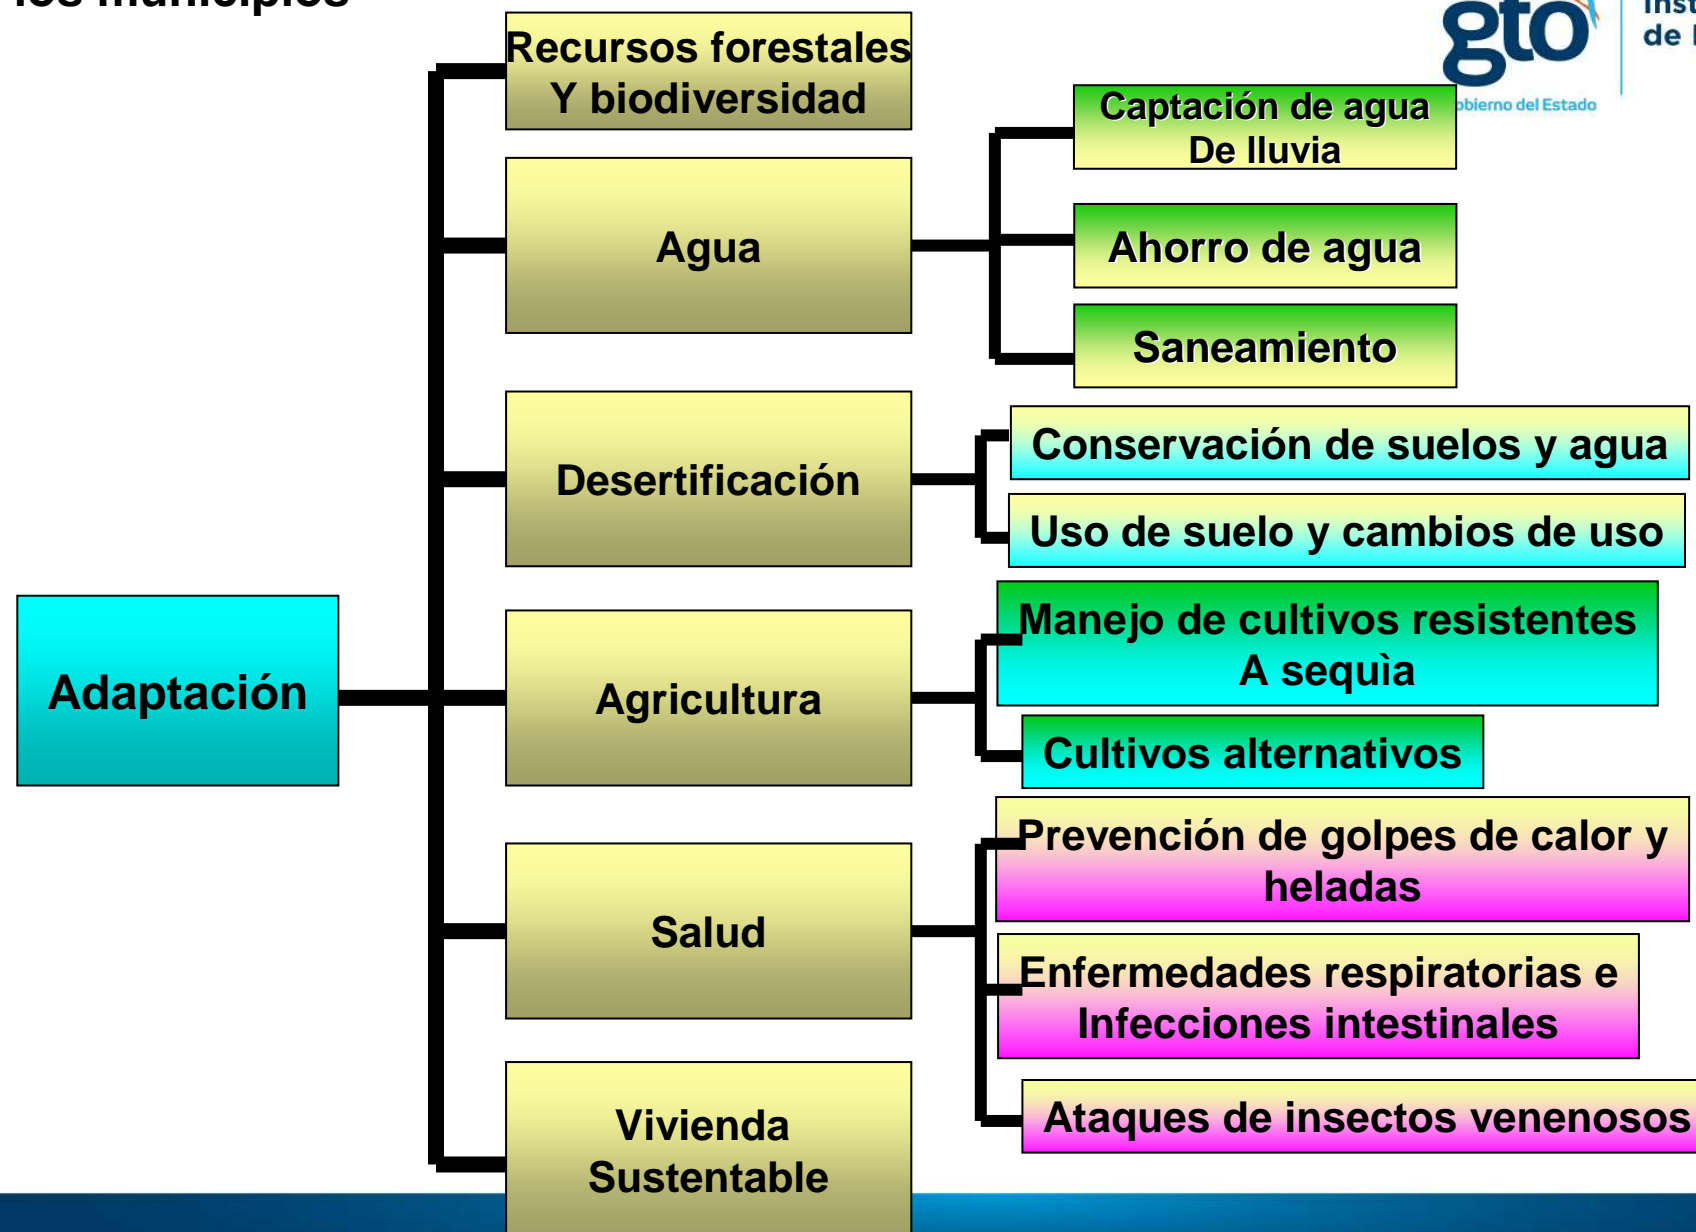 los municipios
gto
Recursos forestales
Y biodiversidad
Captación de agua
De lluvia
Agua
Ahorro de agua
Saneamiento
Desertificación
Conservación de suelos y agua
Uso de suelo y cambios de uso
Adaptación
Agricultura
Manejo de cultivos resistentes
A sequìa
Cultivos alternativos
Salud
Prevención de golpes de calor y
heladas
Enfermedades respiratorias e
Infecciones intestinales
Ataques de insectos venenosos
Vivienda
Sustentable
del Estado